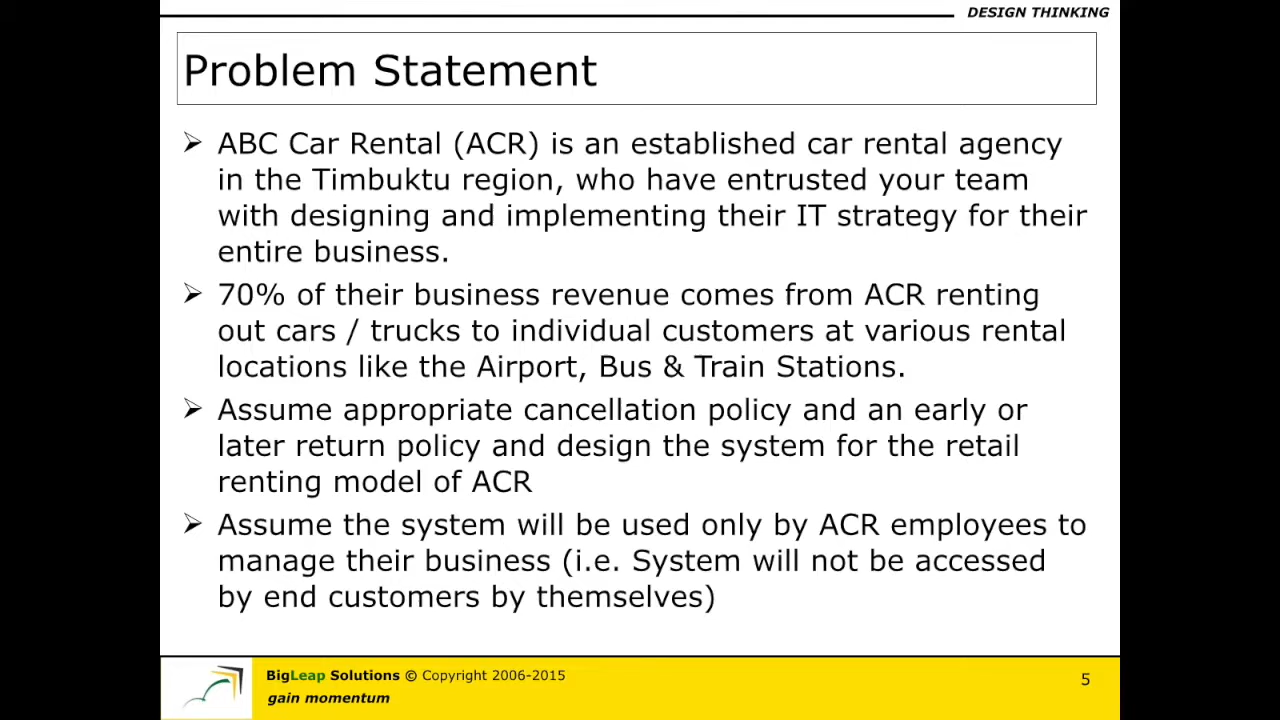 DESIGN THINKING
Problem Statement
➢ ABC Car Rental (ACR) is an established car rental agency
in the Timbuktu region, who have entrusted your team
with designing and implementing their IT strategy for their
entire business.
➢ 70% of their business revenue comes from ACR renting
out cars / trucks to individual customers at various rental
locations like the Airport, Bus & Train Stations.
➢ Assume appropriate cancellation policy and an early or
later return policy and design the system for the retail
renting model of ACR
➢ Assume the system will be used only by ACR employees to
manage their business (i.e. System will not be accessed
by end customers by themselves)
BigLeap Solutions © Copyright 2006-2015
gain momentum
5